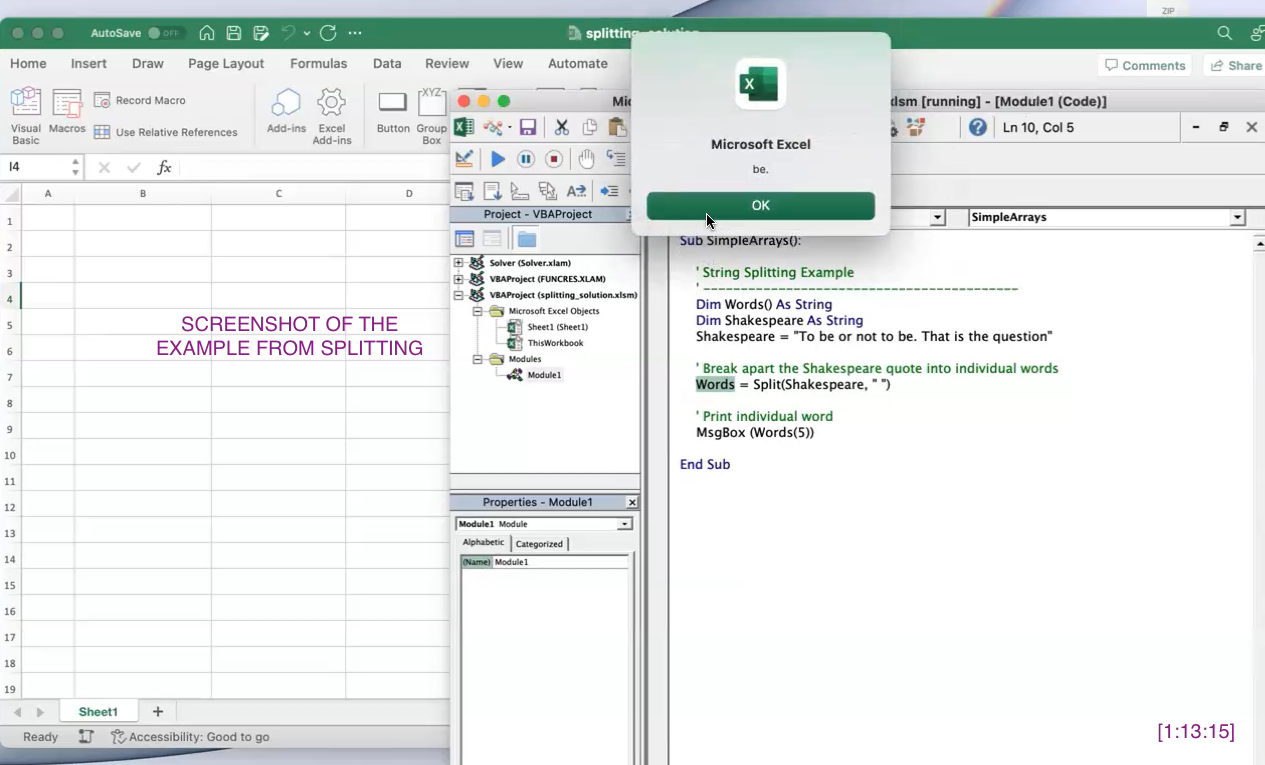 ZIP
AutoSave OFF
splitting_solution
Home Insert Draw Page Layout Formulas Data Review View Automate Comments Share
Record Macro
Use Relative References
Visual Basic
Macros
Add-ins
Excel Add-ins
Button
Group Box
XYZ
lsm [running] - [Module1 (Code)]
Ln 10, Col 5
I4
fx
A B C D
1
2
3
4
5
6
7
8
9
10
11
12
13
14
15
16
17
18
19
SCREENSHOT OF THE
EXAMPLE FROM SPLITTING
Microsoft Excel
be.
OK
Project - VBAProject
Solver (Solver.xlam)
VBAProject (FUNCRES.XLAM)
VBAProject (splitting_solution.xlsm)
Microsoft Excel Objects
Sheet1 (Sheet1)
ThisWorkbook
Modules
Module1
Properties - Module1
Module1 Module
Alphabetic Categorized
(Name) Module1
SimpleArrays
Sub SimpleArrays():
' String Splitting Example
' ------------------------------------------
Dim Words() As String
Dim Shakespeare As String
Shakespeare = "To be or not to be. That is the question"
' Break apart the Shakespeare quote into individual words
Words = Split(Shakespeare, " ")
' Print individual word
MsgBox (Words(5))
End Sub
Sheet1
Ready
Accessibility: Good to go
[1:13:15]